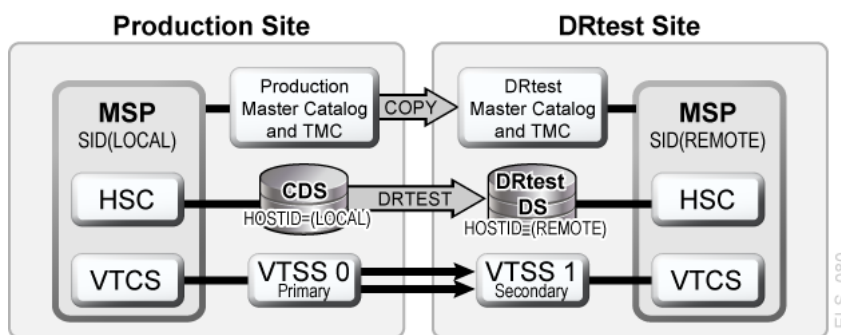 Production Site
DRtest Site
MSP
SID(LOCAL)
HSC
VTCS
Production
Master Catalog
and TMC
COPY
DRtest
Master Catalog
and TMC
CDS
HOSTID=(LOCAL)
DRTEST
DRtest
DS
HOSTID=(REMOTE)
VTSS 0
Primary
VTSS 1
Secondary
MSP
SID(REMOTE)
HSC
VTCS